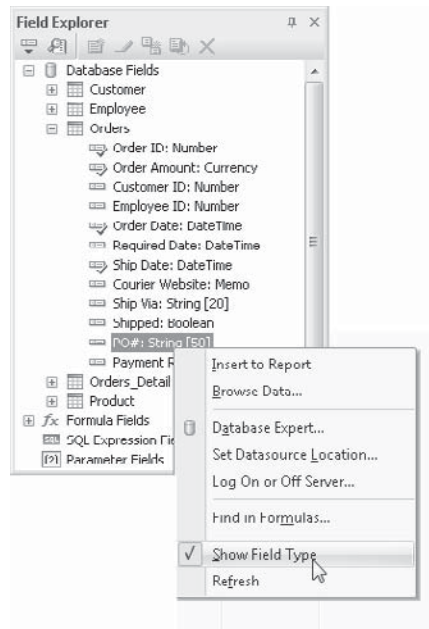 Field Explorer
Database Fields
Customer
Employee
Orders
Order ID: Number
Order Amount: Currency
Customer ID: Number
Employee ID: Number
Order Date: DateTime
Required Date: DateTime
Ship Date: DateTime
Courier Website: Memo
Ship Via: String [20]
Shipped: Boolean
PO#: String [50]
Payment R
Orders_Detail
Product
fx Formula Fields
SQL SQL Expression Fie
[?] Parameter Fields
Insert to Report
Browse Data...
Database Expert...
Set Datasource Location...
Log On or Off Server...
Find in Formulas...
Show Field Type
Refresh